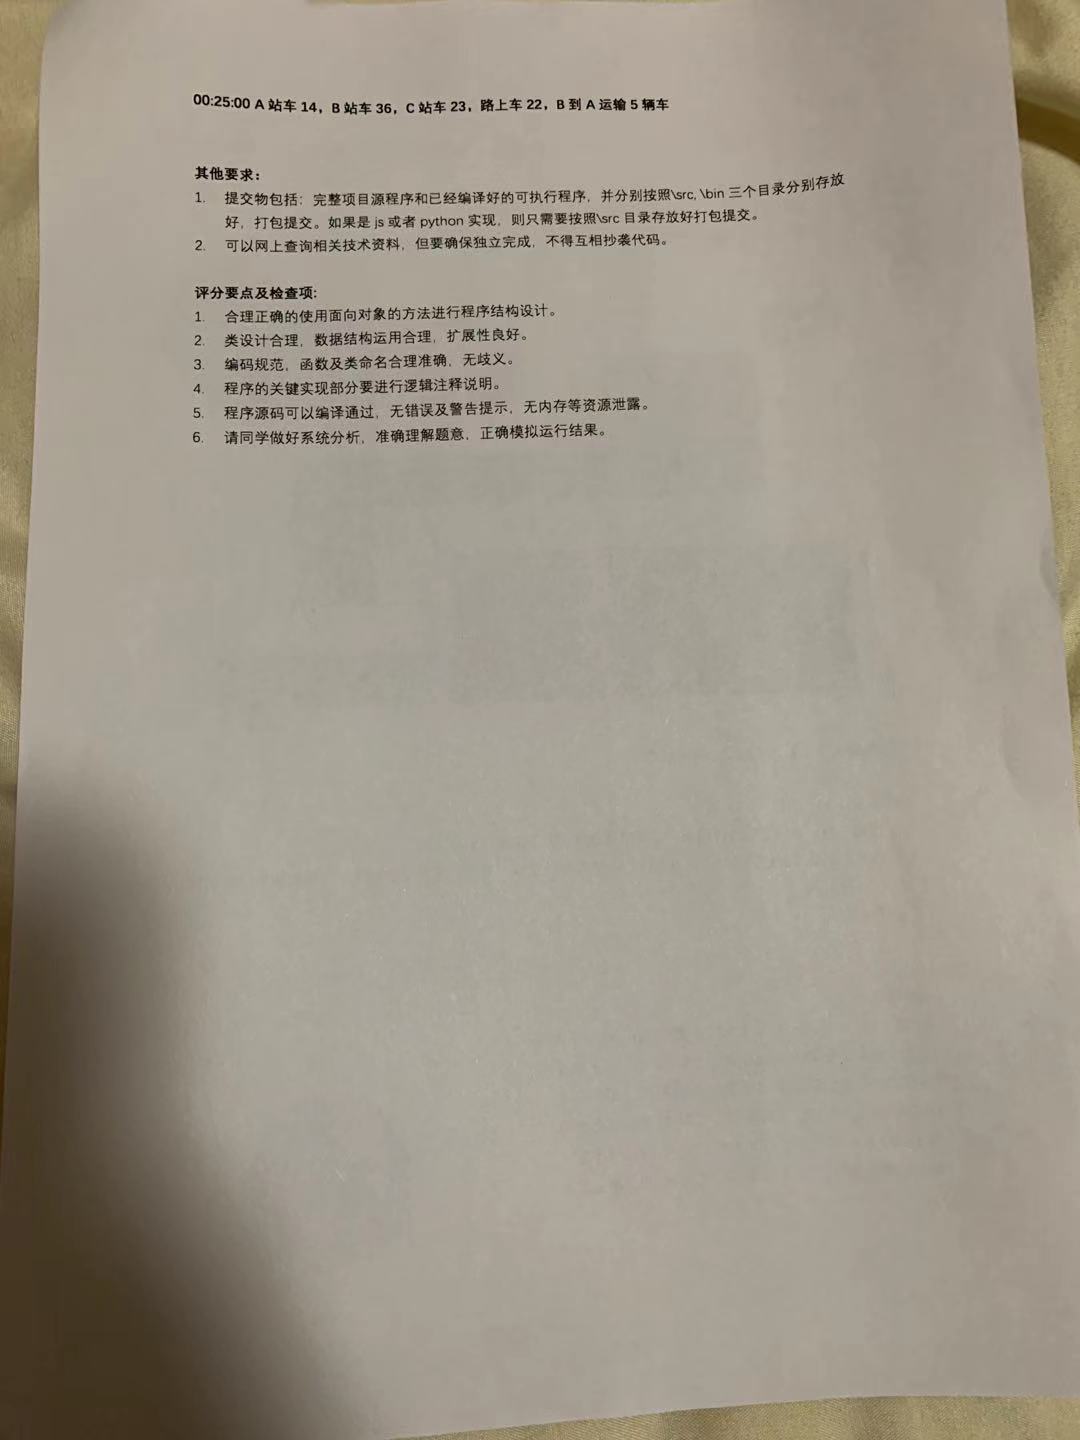 00:25:00 A 站车 14，B 站车 36，C 站车 23，路上车 22，B 到 A 运输 5 辆车
其他要求：
1. 提交物包括：完整项目源程序和已经编译好的可执行程序，并分别按照\src, \bin 三个目录分别存放
好，打包提交。如果是 js 或者 python 实现，则只需要按照\src 目录存放好打包提交。
2. 可以网上查询相关技术资料，但要确保独立完成，不得互相抄袭代码。
评分要点及检查项:
1. 合理正确的使用面向对象的方法进行程序结构设计。
2. 类设计合理，数据结构运用合理，扩展性良好。
3. 编码规范，函数及类命名合理准确，无歧义。
4. 程序的关键实现部分要进行逻辑注释说明。
5. 程序源码可以编译通过，无错误及警告提示，无内存等资源泄露。
6. 请同学做好系统分析，准确理解题意，正确模拟运行结果。